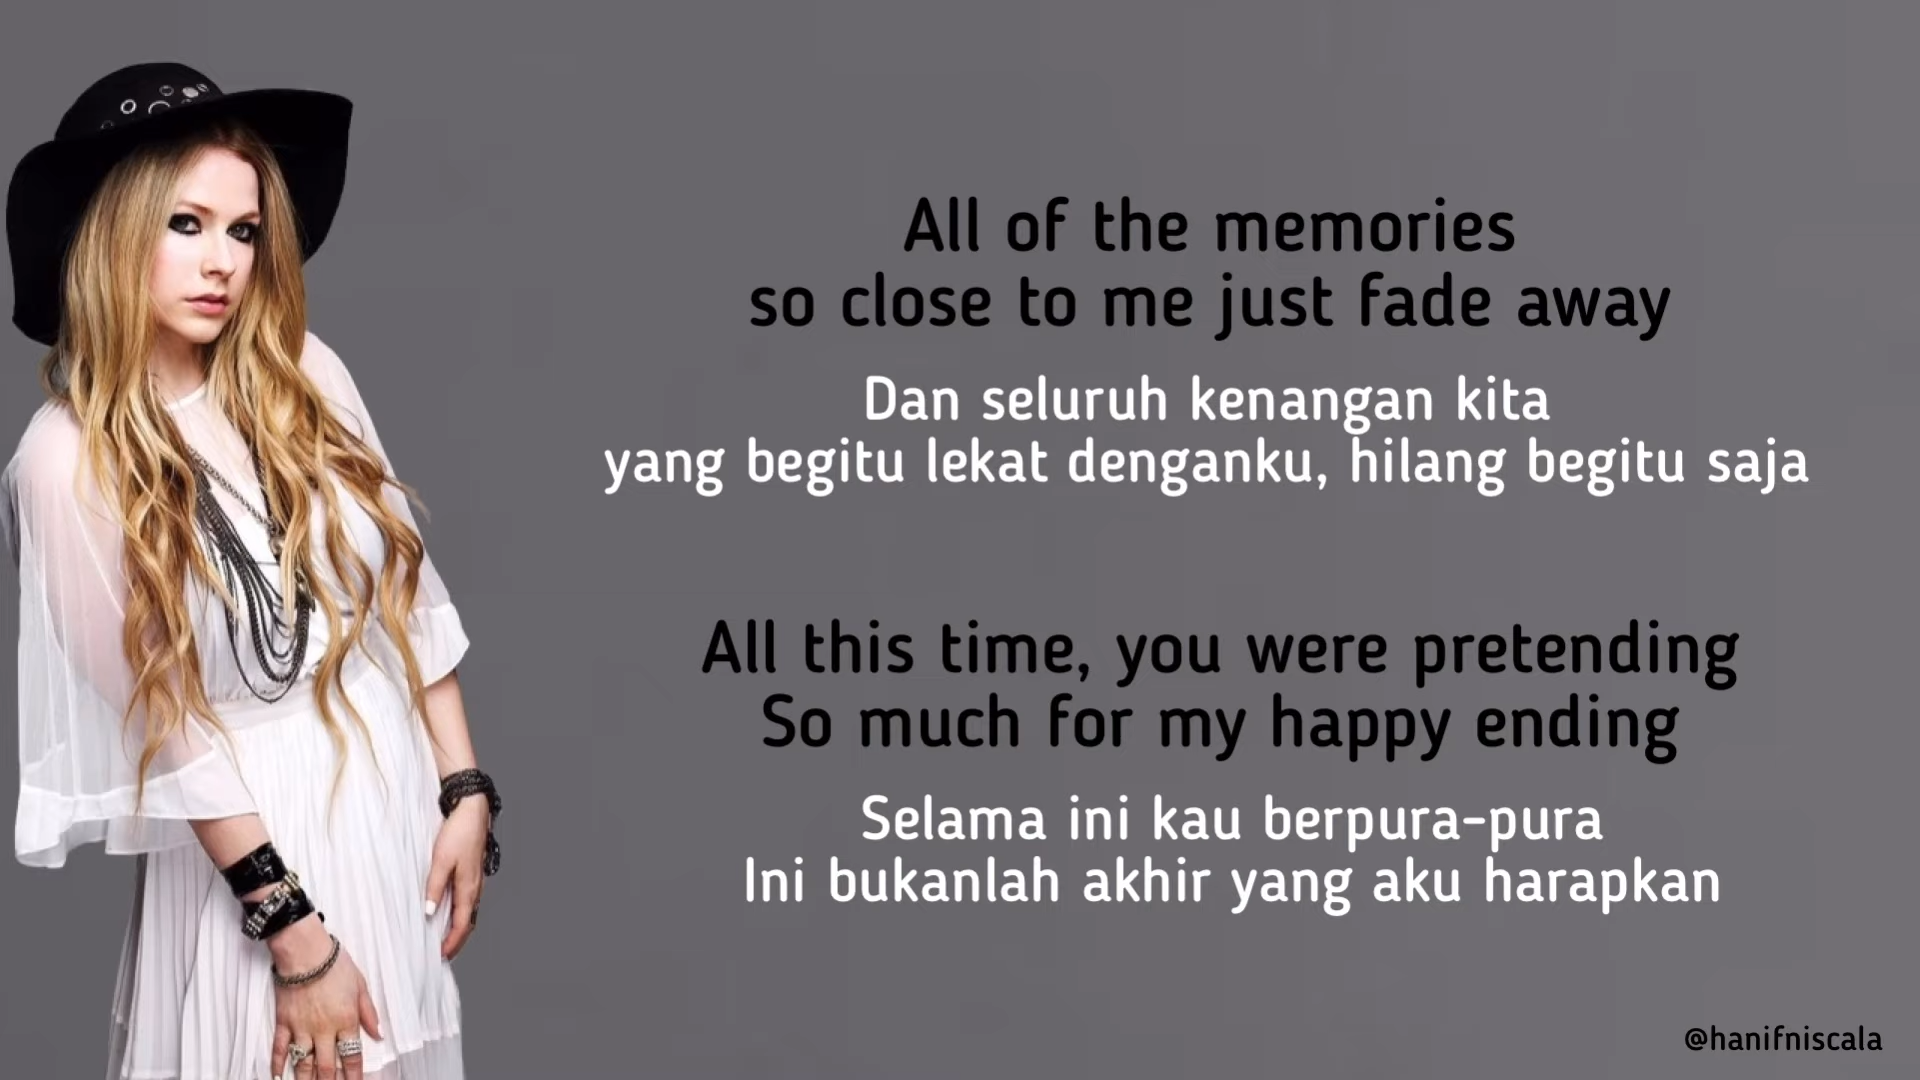 All of the memories
so close to me just fade away
Dan seluruh kenangan kita
yang begitu lekat denganku, hilang begitu saja
All this time, you were pretending
So much for my happy ending
Selama ini kau berpura-pura
Ini bukanlah akhir yang aku harapkan
@hanifniscala